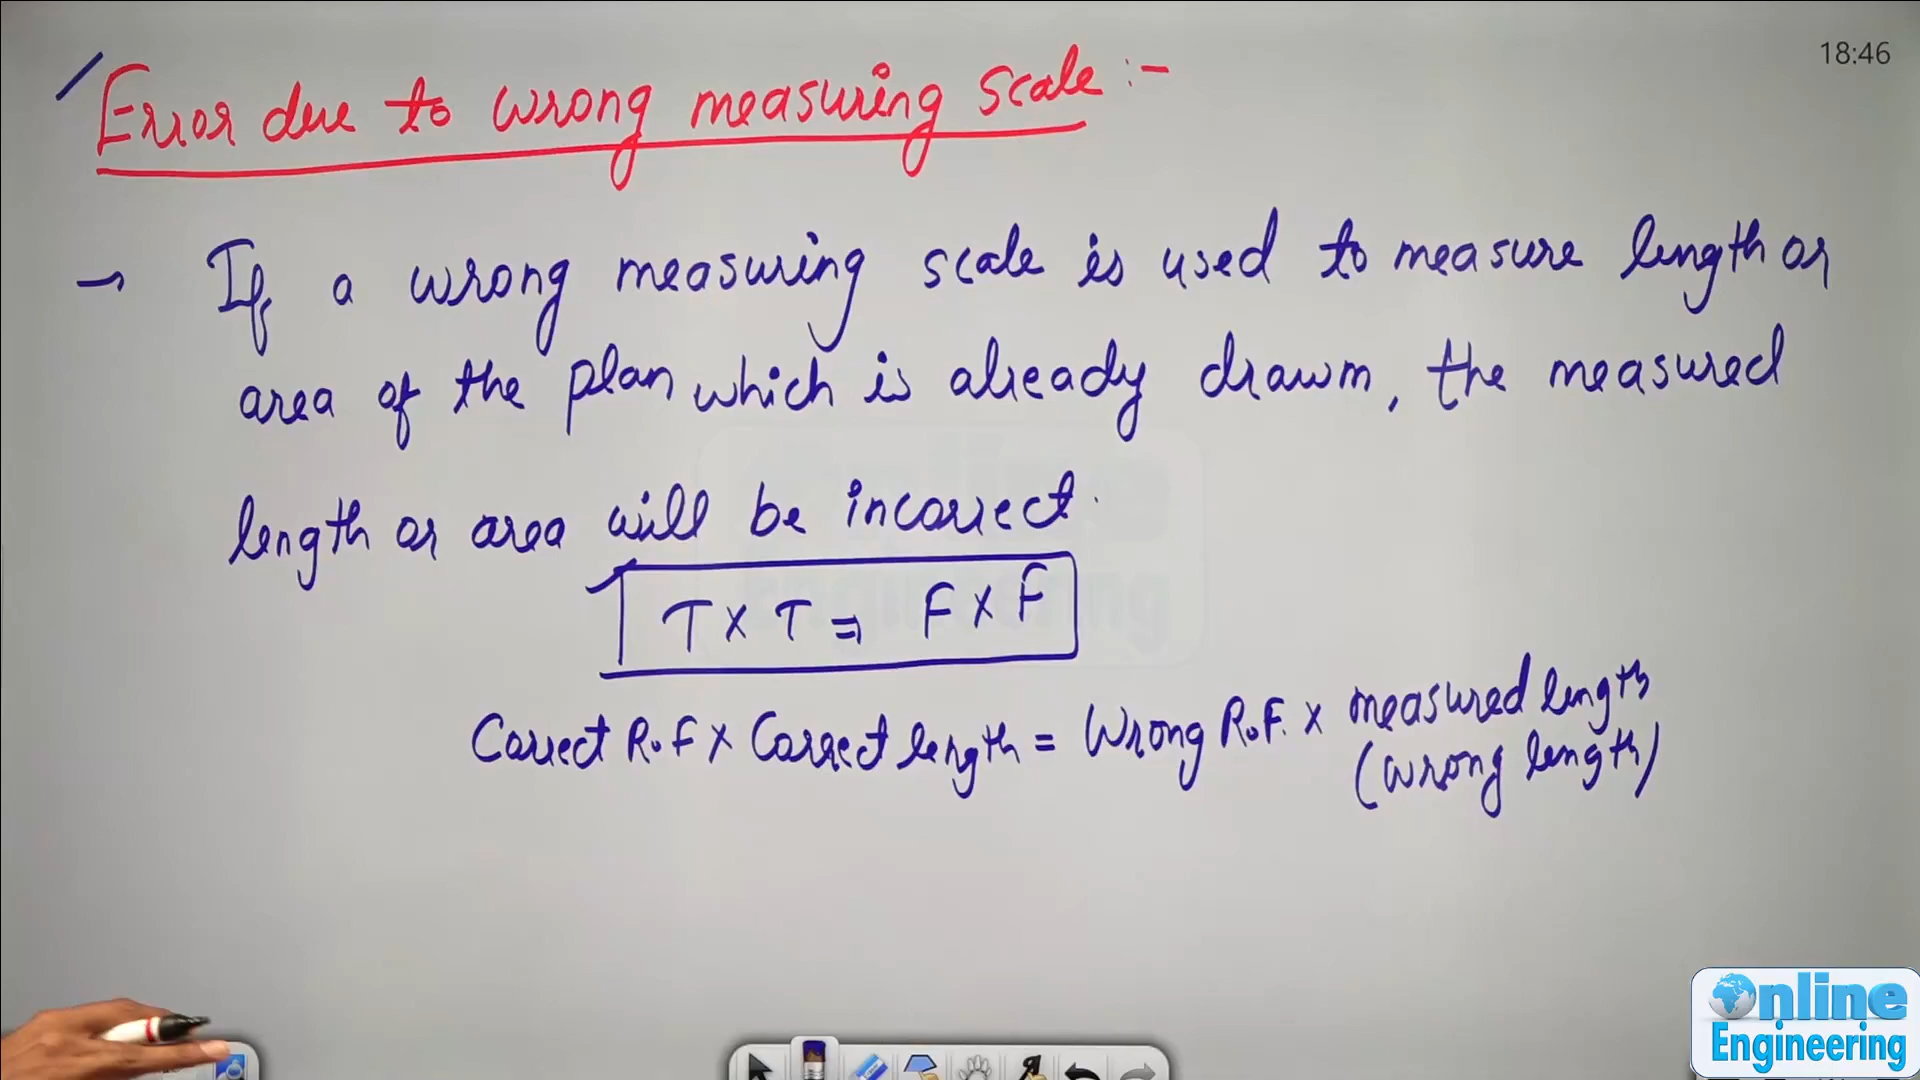 18:46
Error due to wrong measuring scale :-
→ If a wrong measuring scale is used to measure length or
area of the plan which is already drawn, the measured
length or area will be incorrect.
T × T = F × F
Correct R.F × Correct length = Wrong R.F. × measured length
(wrong length)
Online
Engineering